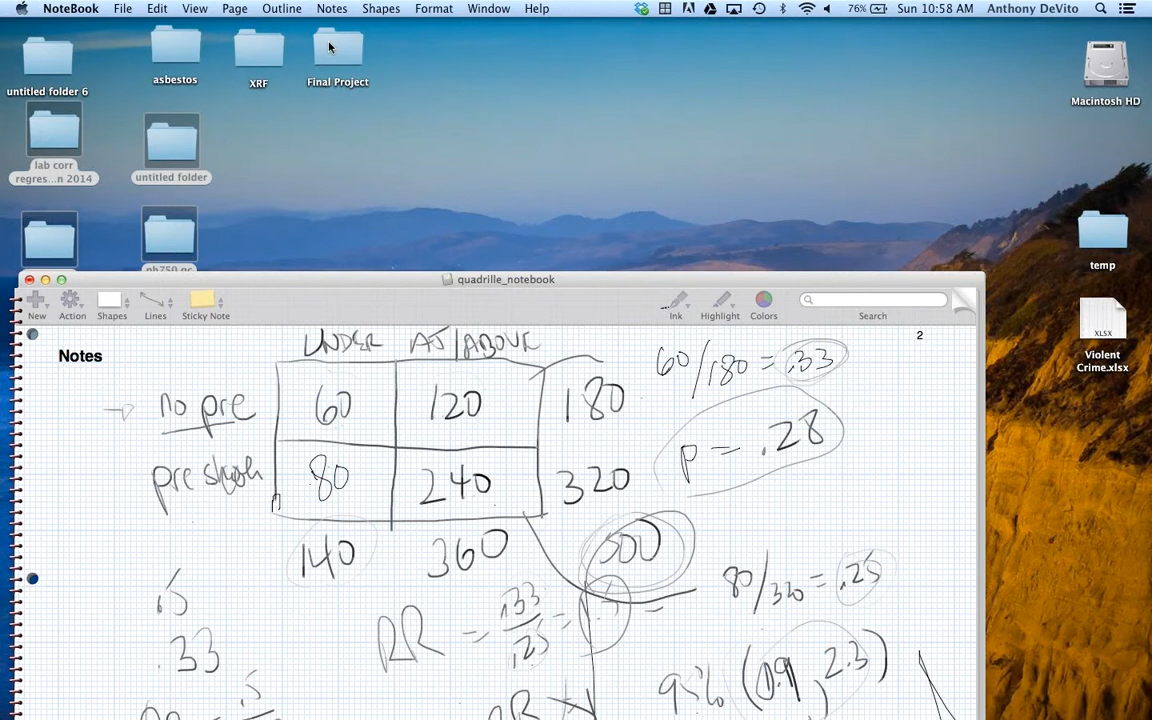 NoteBook File Edit View Page Outline Notes Shapes Format Window Help 76% Sun 10:58 AM Anthony DeVito
untitled folder 6
asbestos
XRF
Final Project
Macintosh HD
lab corr
regres...n 2014
untitled folder
temp
XLSX
Violent
Crime.xlsx
quadrille_notebook
New Action Shapes Lines Sticky Note Ink Highlight Colors Search
2
Notes
UNDER AT/ABOVE
no pre 60 120 180
60/180 = .33
p = .28
80 240 320
140 360 500
80/320 = .25
.5
.33
RR = .33/.25 =
95% (0.9, 2.3)
.5